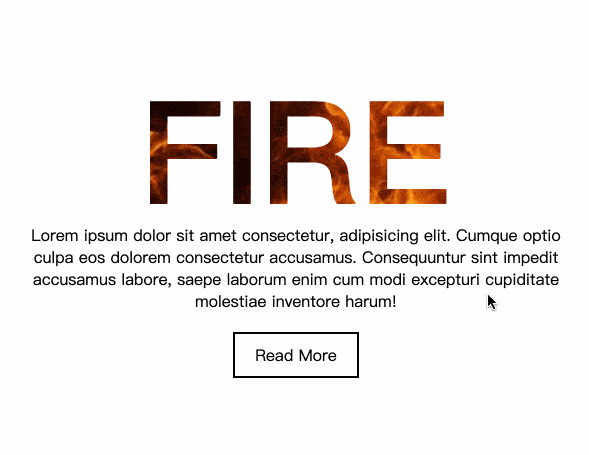 FIRE
Lorem ipsum dolor sit amet consectetur, adipisicing elit. Cumque optio
culpa eos dolorem consectetur accusamus. Consequuntur sint impedit
accusamus labore, saepe laborum enim cum modi excepturi cupiditate
molestiae inventore harum!
Read More